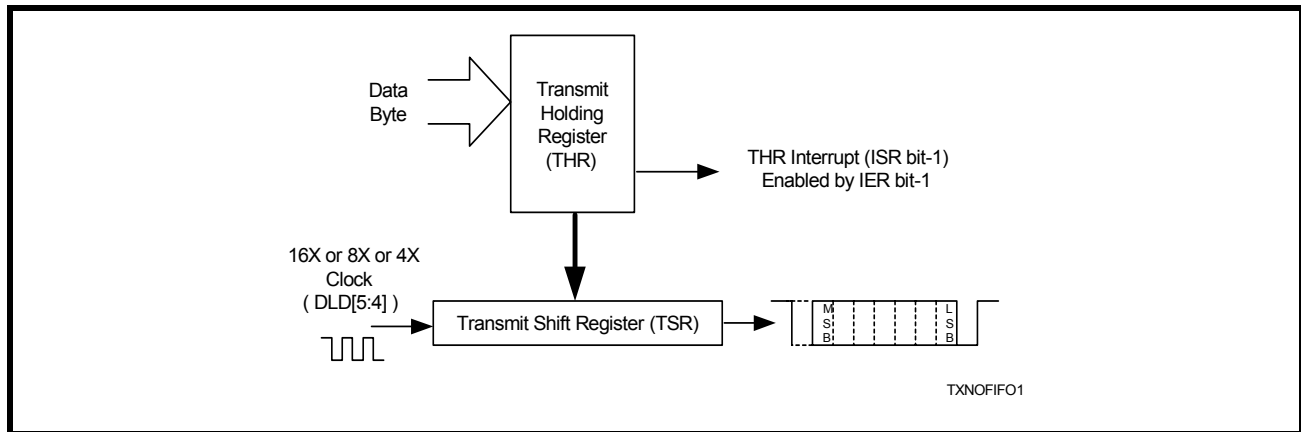 Data
Byte
Transmit
Holding
Register
(THR)
THR Interrupt (ISR bit-1)
Enabled by IER bit-1
16X or 8X or 4X
Clock
( DLD[5:4] )
Transmit Shift Register (TSR)
M
S
B
L
S
B
TXNOFIFO1